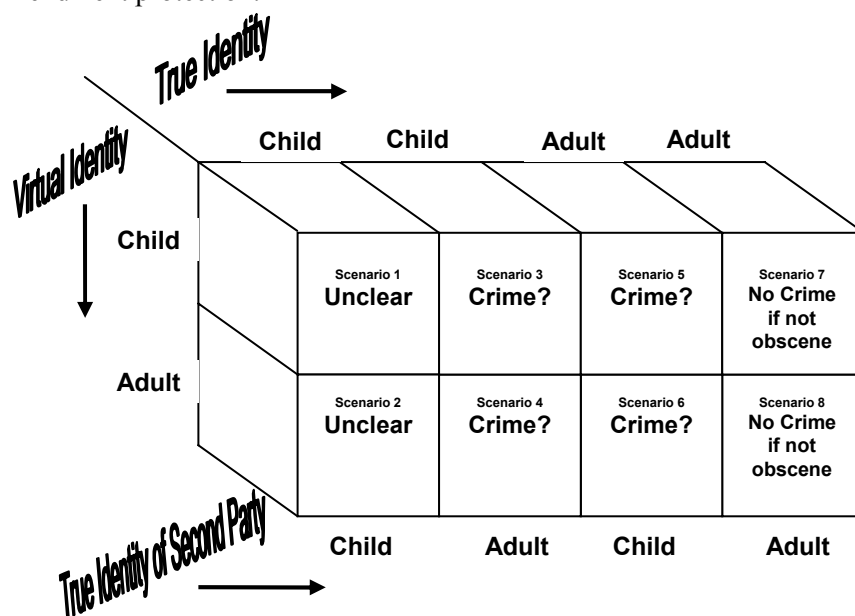 True Identity
Child Child Adult Adult
Virtual Identity
Child
Scenario 1 Scenario 3 Scenario 5 Scenario 7
Unclear Crime? Crime? No Crime
if not
obscene
Adult
Scenario 2 Scenario 4 Scenario 6 Scenario 8
Unclear Crime? Crime? No Crime
if not
obscene
True Identity of Second Party
Child Adult Child Adult